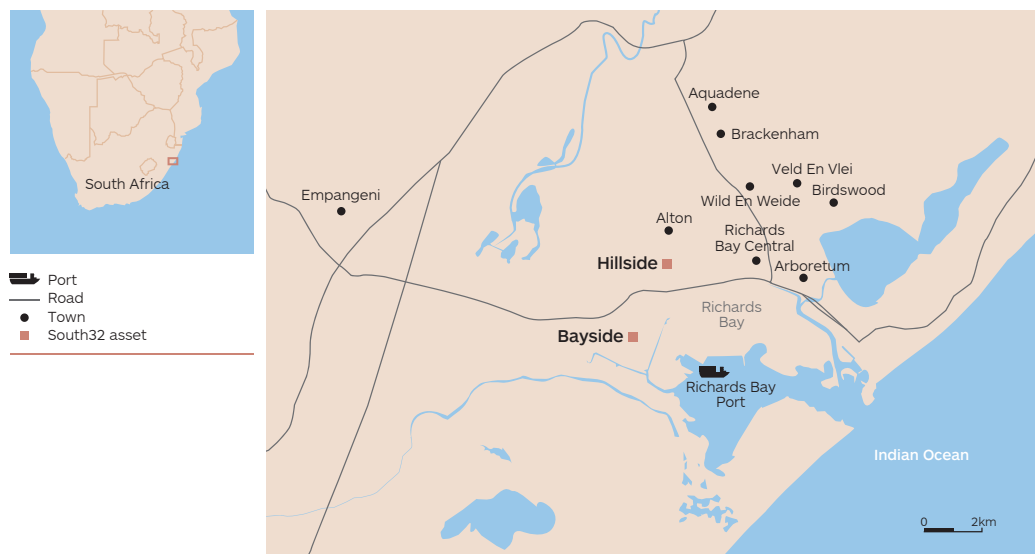 South Africa
Port
Road
Town
South32 asset
Aquadene
Brackenham
Veld En Vlei
Birdswood
Wild En Weide
Empangeni
Alton
Richards
Bay Central
Hillside
Arboretum
Richards
Bay
Bayside
Richards Bay
Port
Indian Ocean
0 2km